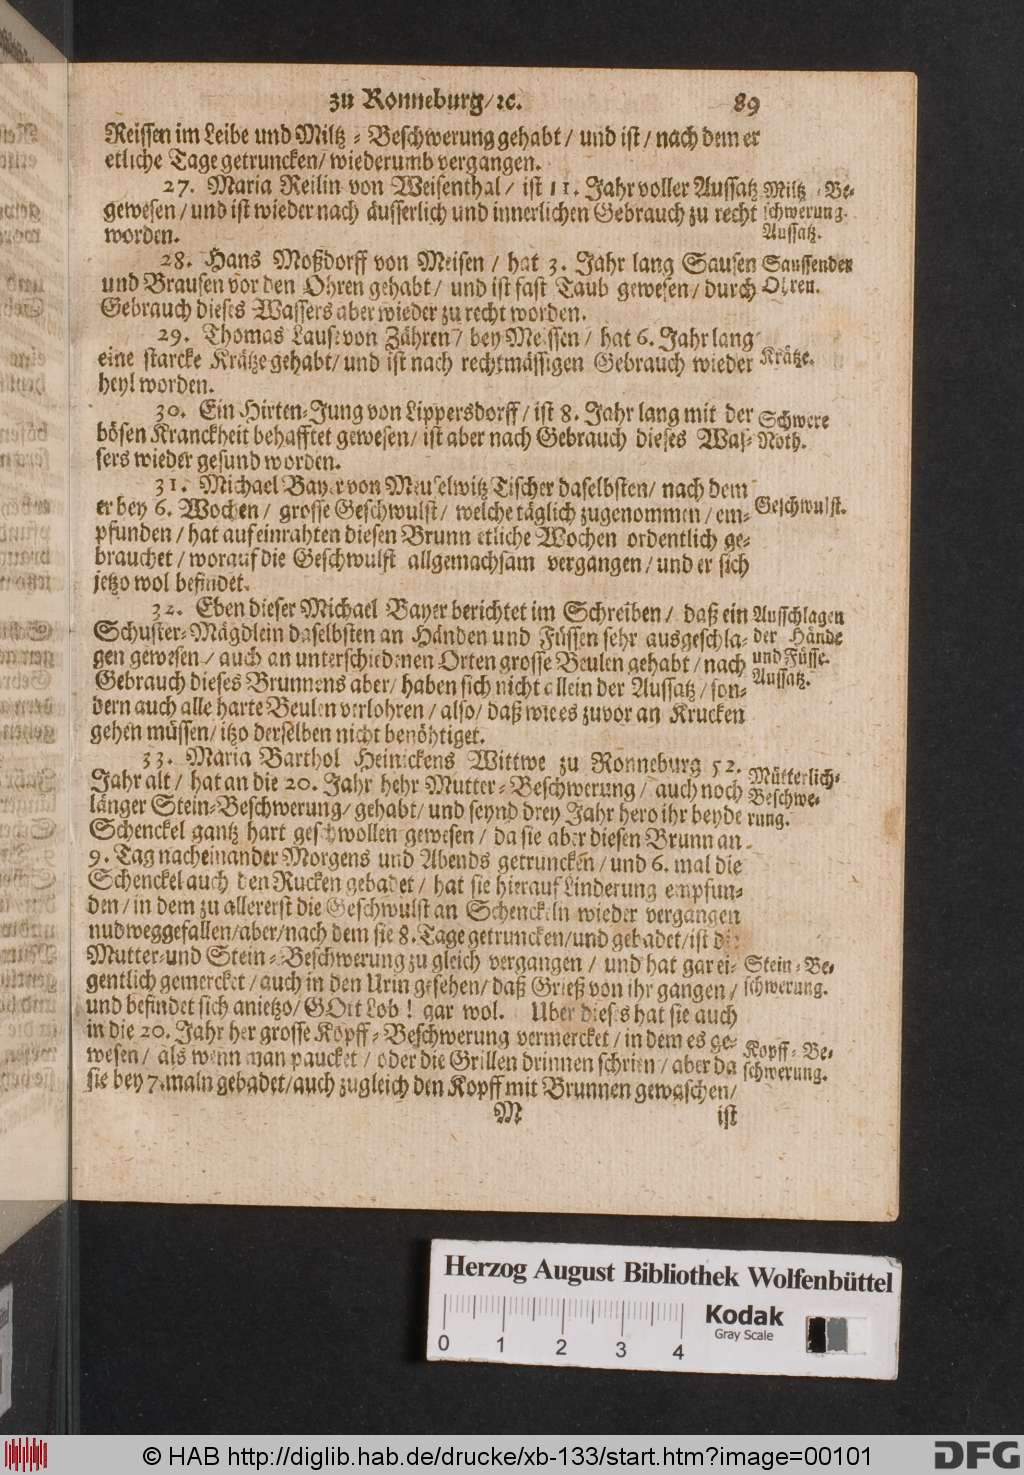 zu Ronneburg/ ꝛc. 89
Reissen im Leibe und Miltz-Beschwerung gehabt / und ist / nach dem er
etliche Tage getruncken / wiederumb vergangen.
27. Maria Reilin von Weisenthal / ist 11. Jahr voller Aussatz
gewesen / und ist wieder nach äusserlich und innerlichen Gebrauch zu recht
worden.
Miltz-Be-
schwerung.
Aussatz.
28. Hans Moßdorff von Meisen / hat 3. Jahr lang Sausen
und Brausen vor den Ohren gehabt / und ist fast Taub gewesen / durch
Gebrauch dieses Wassers aber wieder zu recht worden.
Saussenden
Ohren.
29. Thomas Lause von Zähren / bey Meissen / hat 6. Jahr lang
eine starcke Krätze gehabt / und ist nach rechtmässigen Gebrauch wieder
heyl worden.
Krätze.
30. Ein Hirten-Jung von Lippersdorff / ist 8. Jahr lang mit der
bösen Kranckheit behafftet gewesen / ist aber nach Gebrauch dieses Was-
sers wieder gesund worden.
Schwere
Noth.
31. Michael Bayer von Meuselwitz Tischer daselbsten / nach dem
er bey 6. Wochen / grosse Geschwulst / welche täglich zugenommen / em-
pfunden / hat auf einrahten diesen Brunn etliche Wochen ordentlich ge-
brauchet / worauf die Geschwulst allgemachsam vergangen / und er sich
jetzo wol befindet.
Geschwulst.
32. Eben dieser Michael Bayer berichtet im Schreiben / daß ein
Schuster-Mägdlein daselbsten an Händen und Füssen sehr ausgeschla-
gen gewesen / auch an unterschiedenen Orten grosse Beulen gehabt / nach
Gebrauch dieses Brunnens aber / haben sich nicht allein der Aussatz / son-
dern auch alle harte Beulen verlohren / also / daß wie es zuvor an Krucken
gehen müssen / itzo derselben nicht benöhtiget.
Ausschlagen
der Hände
und Füsse.
Aussatz.
33. Maria Barthol Heinickens Wittwe zu Ronneburg 52.
Jahr alt / hat an die 20. Jahr hehr Mutter-Beschwerung / auch noch
länger Stein-Beschwerung / gehabt / und seynd drey Jahr hero ihr beyde
Schenckel gantz hart geschwollen gewesen / da sie aber diesen Brunn an
9. Tag nacheinander Morgens und Abends getruncken / und 6. mal die
Schenckel auch den Rucken gebadet / hat sie hierauf Linderung empfun-
den / in dem zu allererst die Geschwulst an Schenckeln wieder vergangen
nud weggefallen / aber / nach dem sie 8. Tage getruncken / und gebadet / ist die
Mutter- und Stein-Beschwerung zu gleich vergangen / und hat gar ei-
gentlich gemercket / auch in den Urin gesehen / daß Grieß von ihr gangen /
und befindet sich anietzo / GOtt Lob ! gar wol. Uber dieses hat sie auch
in die 20. Jahr her grosse Kopff-Beschwerung vermercket / in dem es ge-
wesen / als wenn man paucket / oder die Grillen drinnen schrien / aber da
sie bey 7. maln gebadet / auch zugleich den Kopff mit Brunnen gewaschen /
Mütterlich-
Beschwe-
rung.
Stein-Be-
schwerung.
Kopff-Be-
schwerung.
M ist
Herzog August Bibliothek Wolfenbüttel
Kodak
Gray Scale
0 1 2 3 4
© HAB http://diglib.hab.de/drucke/xb-133/start.htm?image=00101
DFG